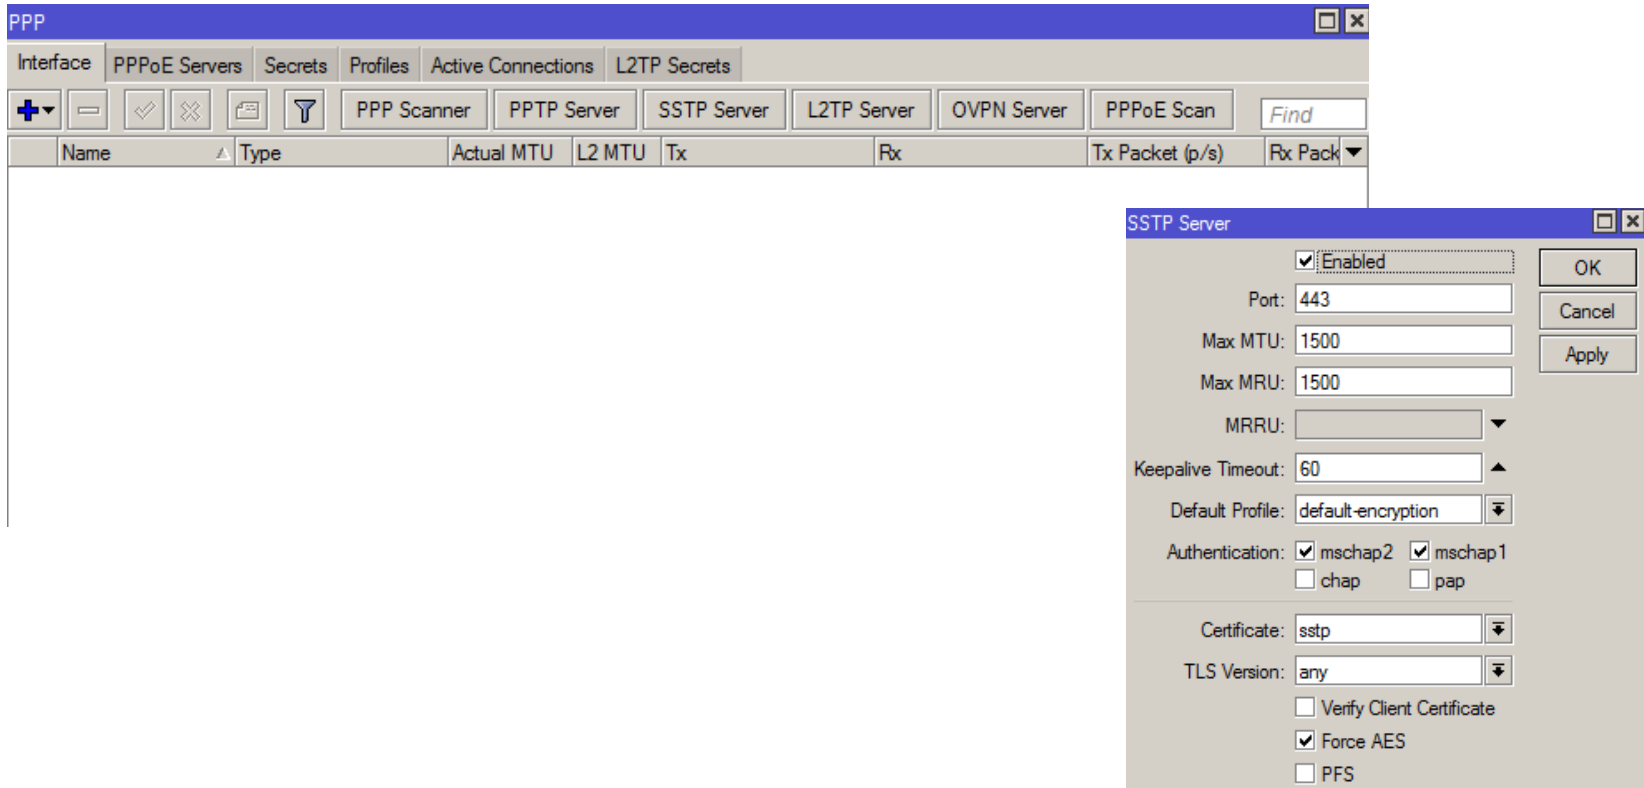 PPP
Interface PPPoE Servers Secrets Profiles Active Connections L2TP Secrets
PPP Scanner PPTP Server SSTP Server L2TP Server OVPN Server PPPoE Scan Find
Name Type Actual MTU L2 MTU Tx Rx Tx Packet (p/s) Rx Pack
SSTP Server
Enabled
OK
Port: 443
Cancel
Max MTU: 1500
Apply
Max MRU: 1500
MRRU:
Keepalive Timeout: 60
Default Profile: default-encryption
Authentication: mschap2 mschap1
chap pap
Certificate: sstp
TLS Version: any
Verify Client Certificate
Force AES
PFS